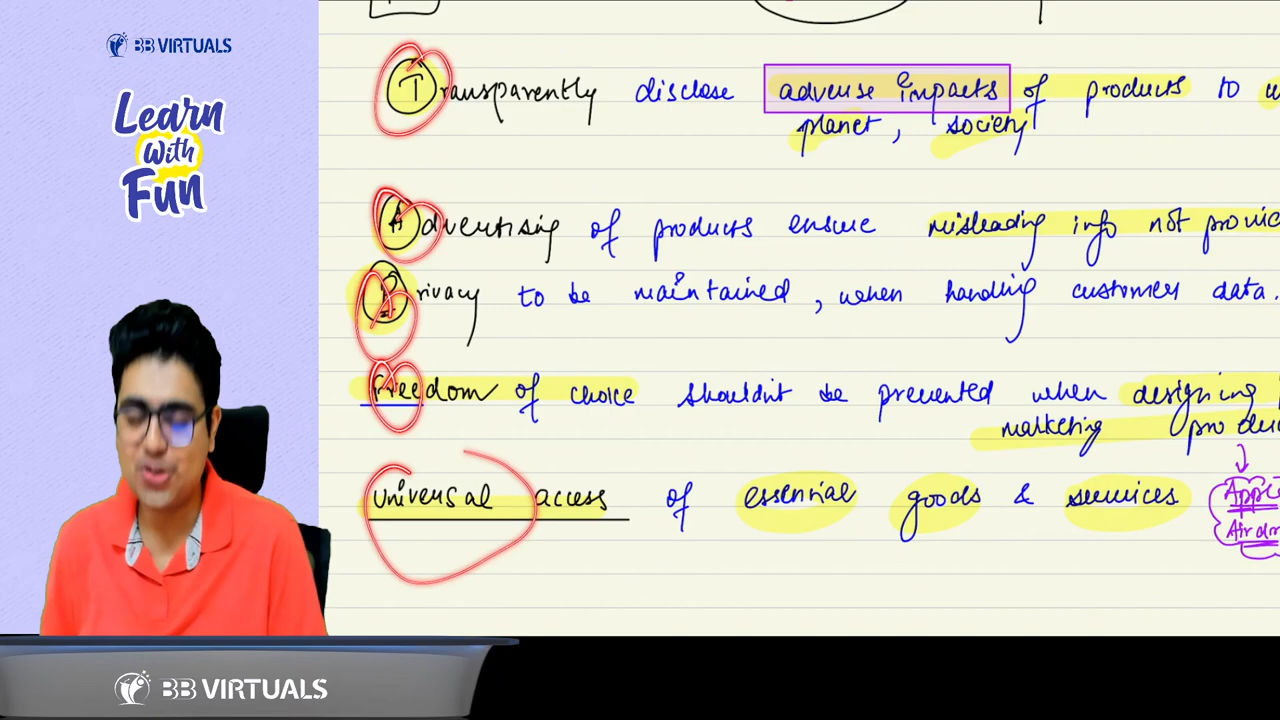 BB VIRTUALS
Learn
With
Fun
Transparently disclose adverse impacts of products to
planet, society
Advertising of products ensure misleading info not
Privacy to be maintained, when handling customer data.
Freedom of choice shouldn't be prevented when designing
marketing
Universal access of essential goods & services
BB VIRTUALS